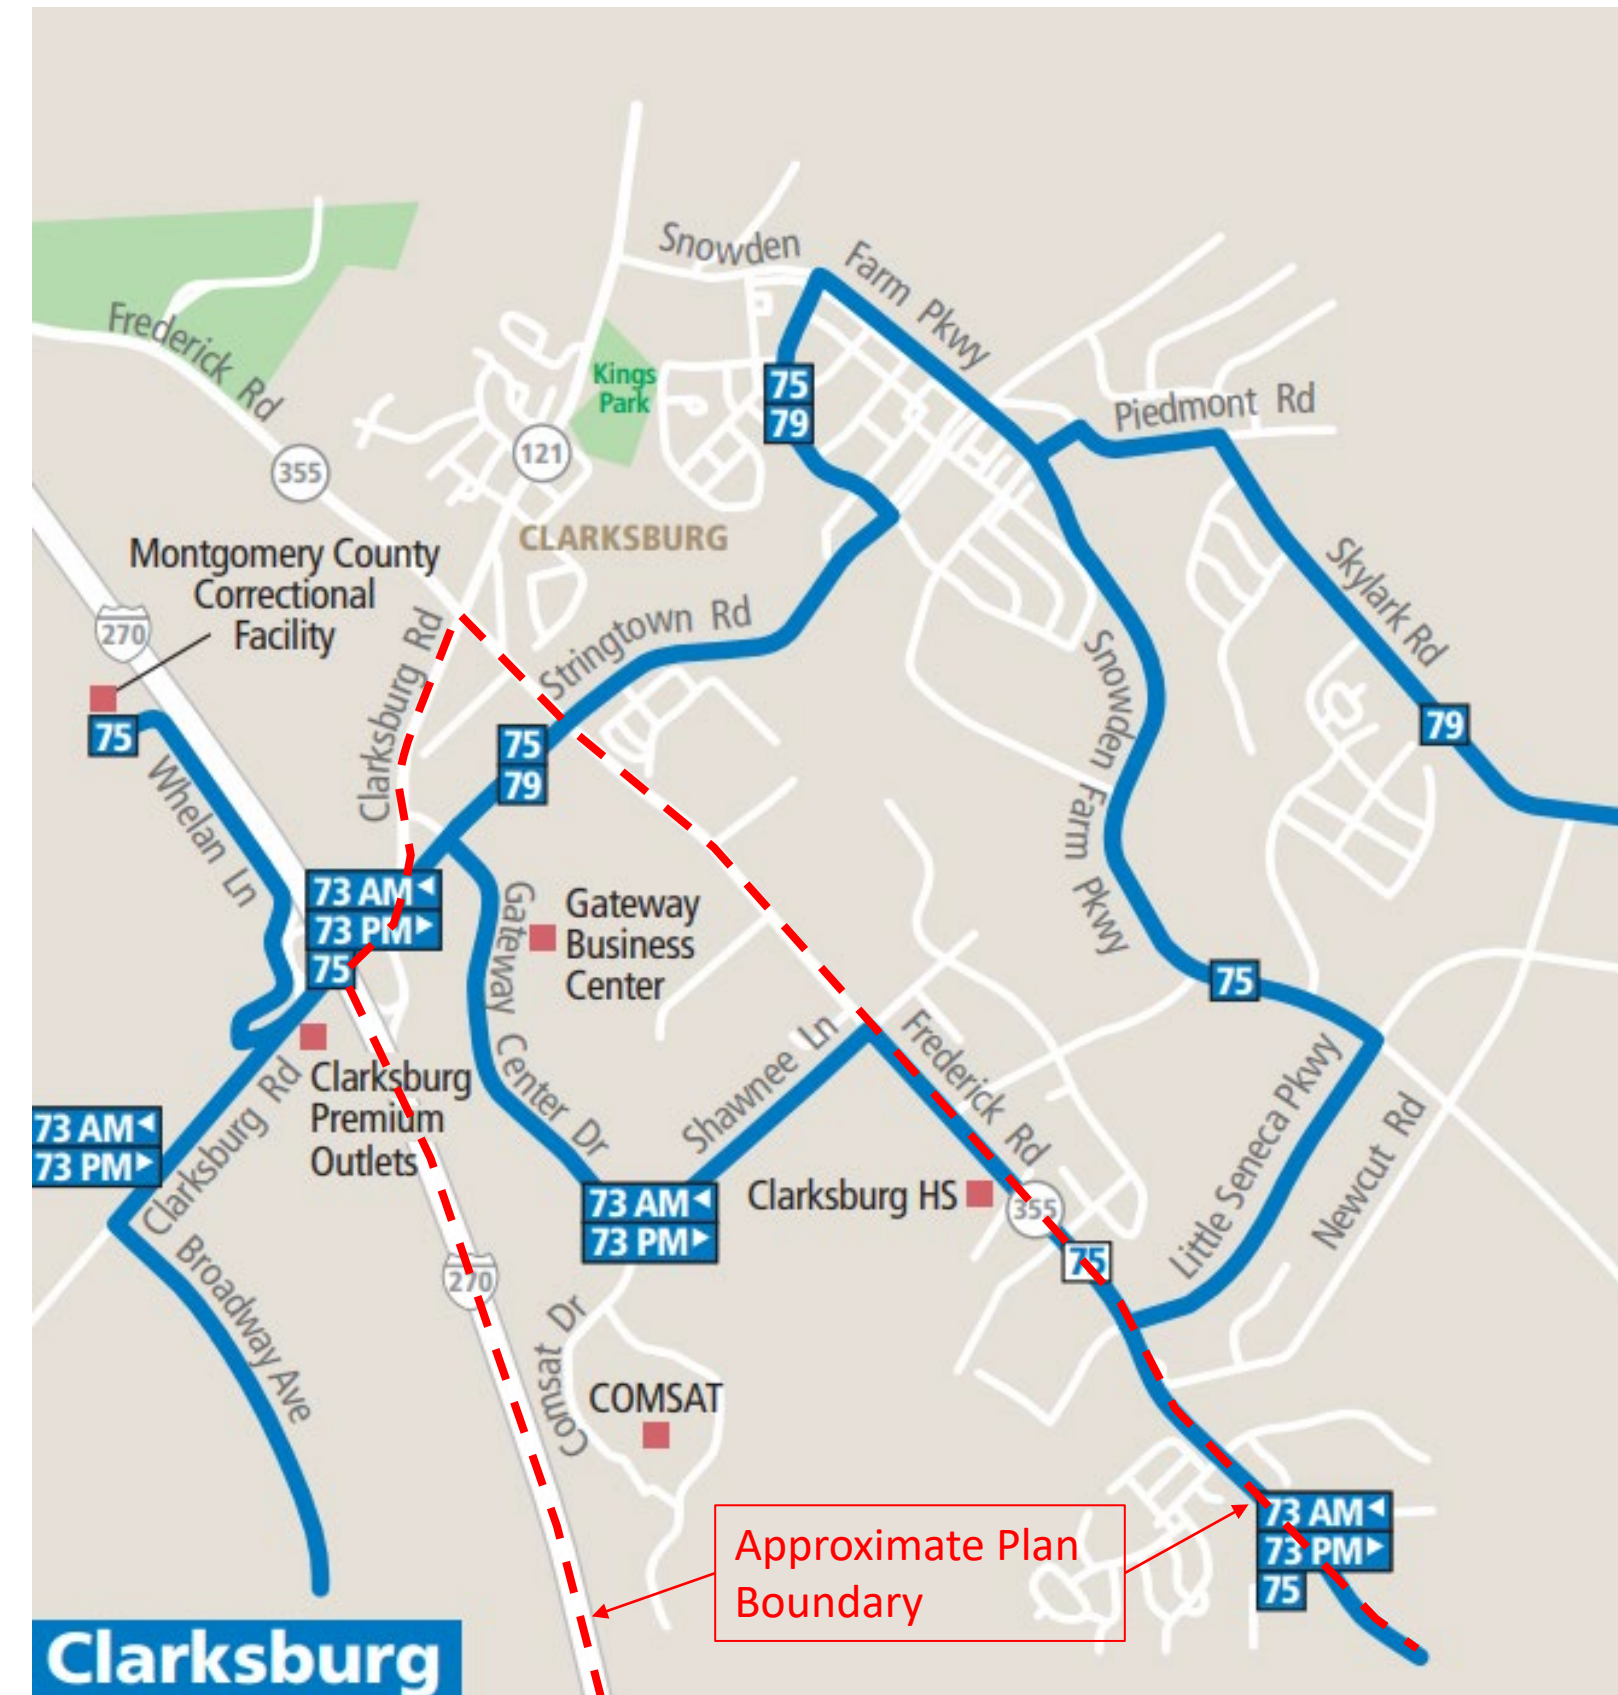 Snowden
Farm Pkwy
Frederick Rd
Kings
Park
75
79
Piedmont Rd
121
355
CLARKSBURG
Montgomery County
Correctional
Facility
270
Skylark Rd
Clarksburg Rd
Stringtown Rd
Snowden Farm Pkwy
75
79
79
75
Whelan Ln
73 AM
73 PM
75
Gateway Center Dr
Gateway
Business
Center
75
Shawnee Ln
Frederick Rd
Clarksburg
Premium
Outlets
Clarksburg Rd
73 AM
73 PM
Little Seneca Pkwy
Newcut Rd
73 AM
73 PM
Clarksburg HS
355
75
270
Broadway Ave
Comsat Dr
COMSAT
Comsat
Approximate Plan
Boundary
73 AM
73 PM
75
Clarksburg